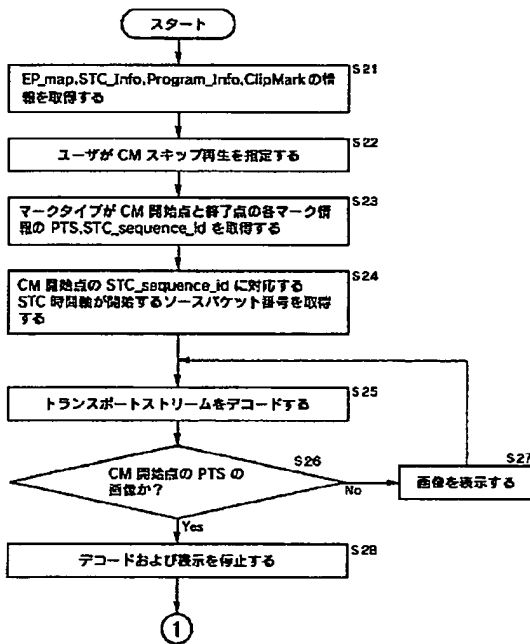 スタート
S21
EP_map,STC_Info,Program_Info,ClipMarkの情
報を取得する
S22
ユーザが CM スキップ再生を指定する
S23
マークタイプが CM 開始点と終了点の各マーク情
報の PTS,STC_sequence_id を取得する
S24
CM 開始点の STC_sequence_id に対応する
STC 時間軸が開始するソースパケット番号を取得
する
S25
トランスポートストリームをデコードする
S26
CM 開始点の PTS の
画像か?
No
S27
画像を表示する
Yes
S28
デコードおよび表示を停止する
1